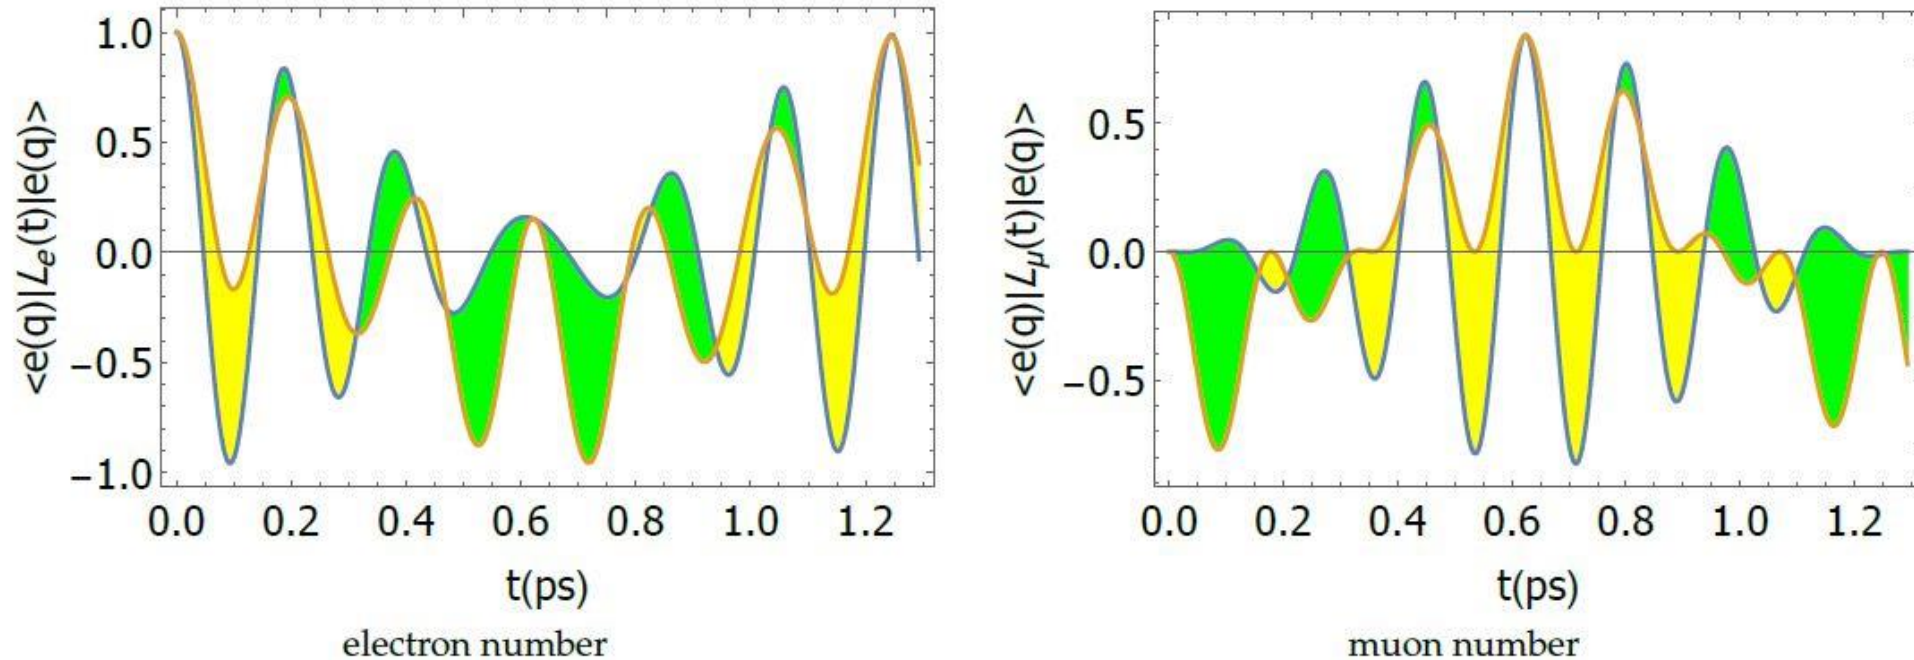 <e(q)|Lₑ(t)|e(q)>
1.0
0.5
0.0
−0.5
−1.0
0.0 0.2 0.4 0.6 0.8 1.0 1.2
t(ps)
electron number
<e(q)|Lμ(t)|e(q)>
0.5
0.0
−0.5
0.0 0.2 0.4 0.6 0.8 1.0 1.2
t(ps)
muon number